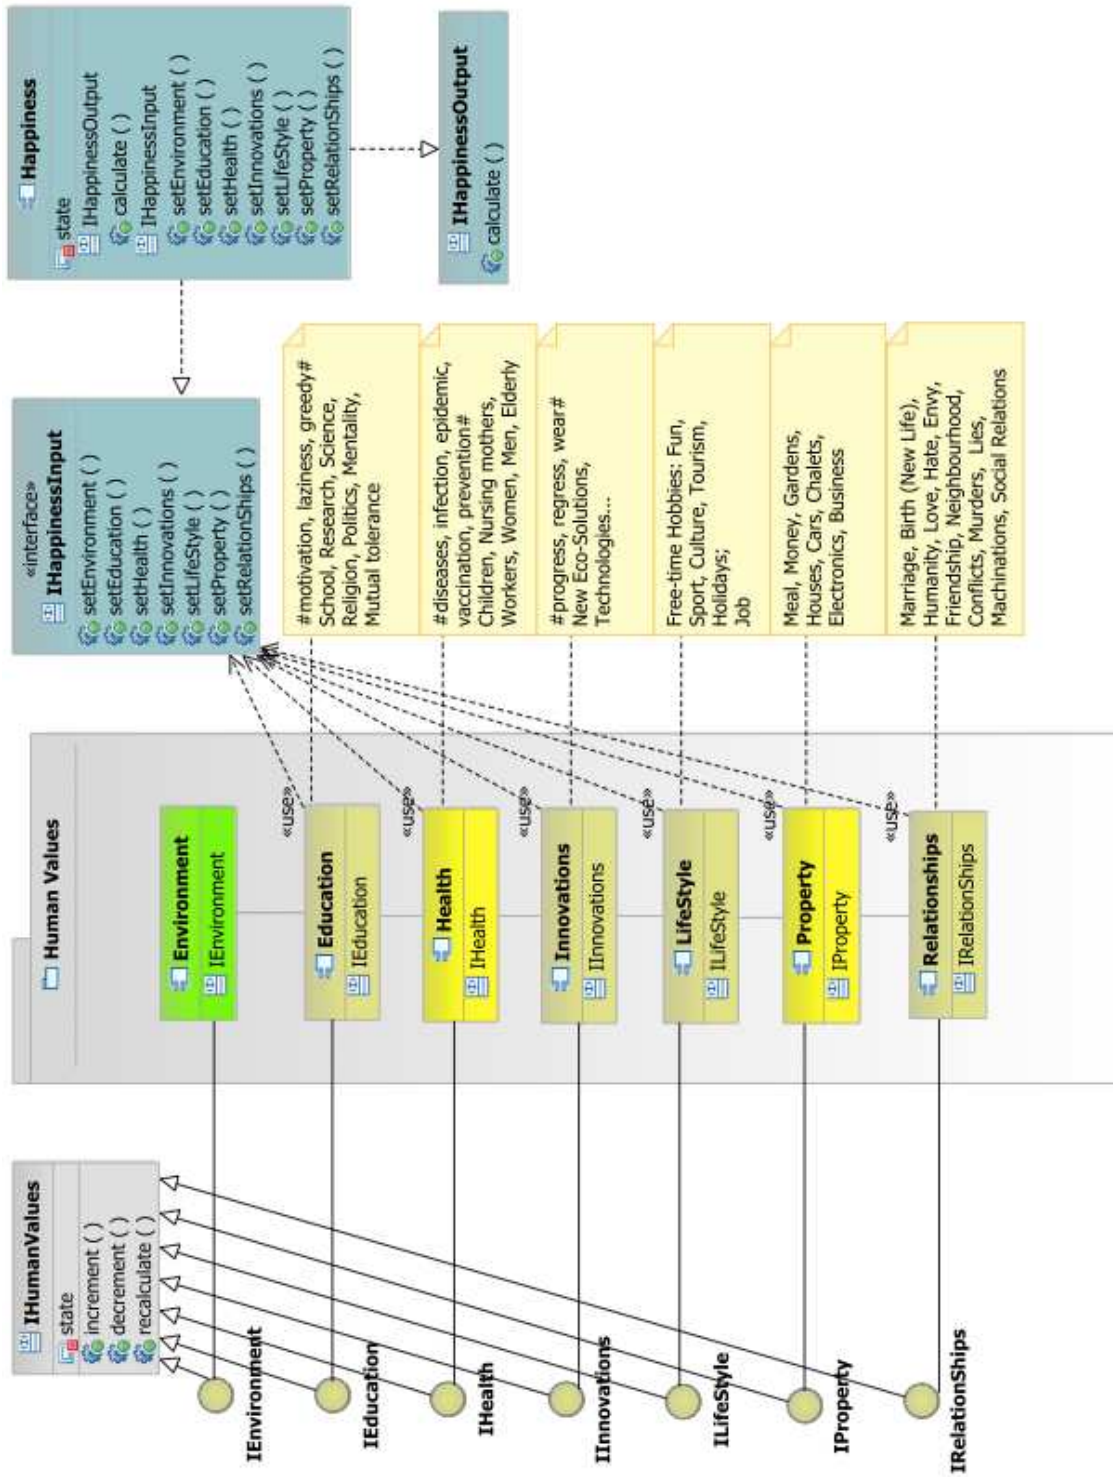 IHumanValues
state
increment ( )
decrement ( )
recalculate ( )
IEnvironment
IEducation
IHealth
IInnovations
ILifeStyle
IProperty
IRelationShips
Human Values
Environment
IEnvironment
Education
IEducation
Health
IHealth
Innovations
IInnovations
LifeStyle
ILifeStyle
Property
IProperty
Relationships
IRelationShips
«use»
«use»
«use»
«use»
«use»
«use»
«interface»
IHappinessInput
setEnvironment ( )
setEducation ( )
setHealth ( )
setInnovations ( )
setLifeStyle ( )
setProperty ( )
setRelationShips ( )
#motivation, laziness, greedy#
School, Research, Science,
Religion, Politics, Mentality,
Mutual tolerance
#diseases, infection, epidemic,
vaccination, prevention#
Children, Nursing mothers,
Workers, Women, Men, Elderly
#progress, regress, wear#
New Eco-Solutions,
Technologies...
Free-time Hobbies: Fun,
Sport, Culture, Tourism,
Holidays;
Job
Meal, Money, Gardens,
Houses, Cars, Chalets,
Electronics, Business
Marriage, Birth (New Life),
Humanity, Love, Hate, Envy,
Friendship, Neighbourhood,
Conflicts, Murders, Lies,
Machinations, Social Relations
Happiness
state
IHappinessOutput
calculate ( )
IHappinessInput
setEnvironment ( )
setEducation ( )
setHealth ( )
setInnovations ( )
setLifeStyle ( )
setProperty ( )
setRelationShips ( )
IHappinessOutput
calculate ( )